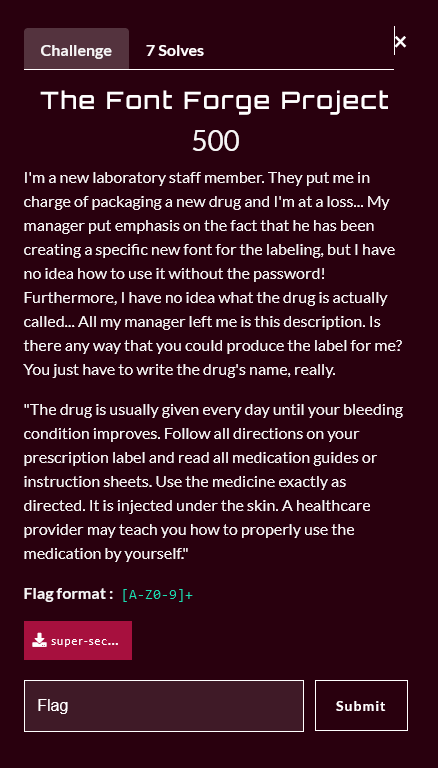 Challenge
7 Solves
×
The Font Forge Project
500
I'm a new laboratory staff member. They put me in
charge of packaging a new drug and I'm at a loss... My
manager put emphasis on the fact that he has been
creating a specific new font for the labeling, but I have
no idea how to use it without the password!
Furthermore, I have no idea what the drug is actually
called... All my manager left me is this description. Is
there any way that you could produce the label for me?
You just have to write the drug's name, really.
"The drug is usually given every day until your bleeding
condition improves. Follow all directions on your
prescription label and read all medication guides or
instruction sheets. Use the medicine exactly as
directed. It is injected under the skin. A healthcare
provider may teach you how to properly use the
medication by yourself."
Flag format : [A-Z0-9]+
super-sec...
Flag
Submit